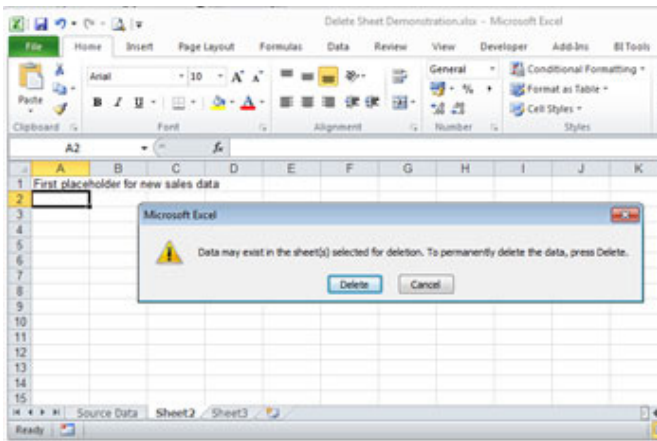 Delete Sheet Demonstration.xlsx - Microsoft Excel
File Home Insert Page Layout Formulas Data Review View Developer Add-Ins BI Tools
Paste
Arial 10 A A
B I U A
General
$ - % ,
Conditional Formatting
Format as Table
Cell Styles
Clipboard Font Alignment Number Styles
A2 fx
A B C D E F G H I J K
1 First placeholder for new sales data
2
3
Microsoft Excel
4
5
Data may exist in the sheet(s) selected for deletion. To permanently delete the data, press Delete.
6
7
Delete Cancel
8
9
10
11
12
13
14
15
Source Data Sheet2 Sheet3
Ready